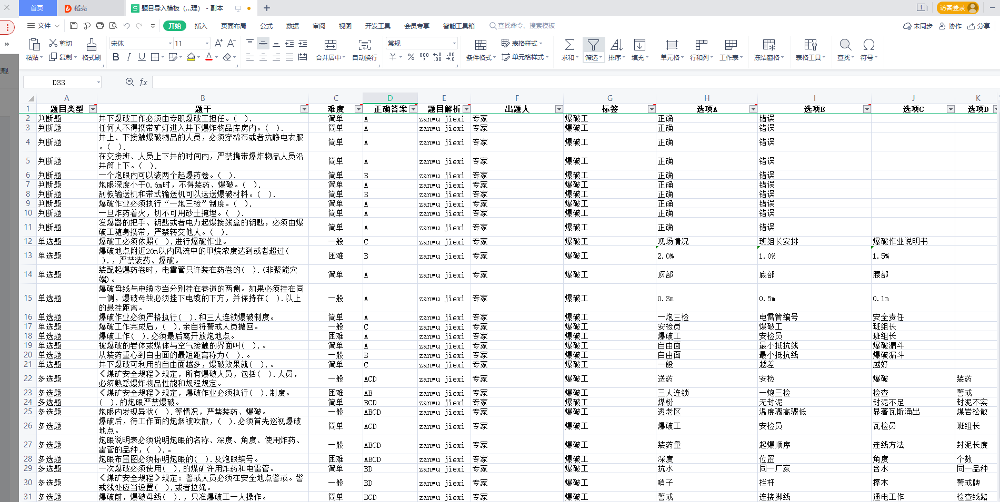 首页 稻壳 题目导入模板（...理） - 副本 + 1 访客登录
文件 开始 插入 页面布局 公式 数据 审阅 视图 开发工具 会员专享 智能工具箱 查找命令、搜索模板 未同步 协作 分享
粘贴 剪切 复制 格式刷 宋体 11 合并居中 自动换行 常规 条件格式 表格样式 单元格样式 求和 筛选 排序 填充 单元格 行和列 工作表 冻结窗格 表格工具 查找 符号
D33 fx
A B C D E F G H I J K
1 题目类型 题干 难度 正确答案 题目解析 出题人 标签 选项A 选项B 选项C 选项D
2 判断题 井下爆破工作必须由专职爆破工担任。( ). 简单 A zanwu jiexi 专家 爆破工 正确 错误
3 判断题 任何人不得携带矿灯进入井下爆炸物品库房内。( ). 简单 A zanwu jiexi 专家 爆破工 正确 错误
4 判断题 井上、下接触爆破物品的人员，必须穿棉布或者抗静电衣服
。( ). 简单 A zanwu jiexi 专家 爆破工 正确 错误
5 判断题 在交接班、人员上下井的时间内，严禁携带爆炸物品人员沿
井筒上下。( ). 简单 A zanwu jiexi 专家 爆破工 正确 错误
6 判断题 一个炮眼内可以装两个起爆药卷。( ). 简单 B zanwu jiexi 专家 爆破工 正确 错误
7 判断题 炮眼深度小于0.6m时，不得装药、爆破。( ). 简单 A zanwu jiexi 专家 爆破工 正确 错误
8 判断题 刮板输送机和带式输送机可以运送爆破材料。( ). 简单 B zanwu jiexi 专家 爆破工 正确 错误
9 判断题 爆破作业必须执行“一炮三检”制度。( ). 简单 A zanwu jiexi 专家 爆破工 正确 错误
10 判断题 一旦炸药着火，切不可用砂土掩埋。( ). 简单 A zanwu jiexi 专家 爆破工 正确 错误
11 判断题 发爆器的把手、钥匙或者电力起爆接线盒的钥匙，必须由爆
破工随身携带，严禁转交他人。( ). 简单 A zanwu jiexi 专家 爆破工 正确 错误
12 单选题 爆破工必须依照( ).进行爆破作业。 一般 C zanwu jiexi 专家 爆破工 现场情况 班组长安排 爆破作业说明书
13 单选题 爆破地点附近20m以内风流中的甲烷浓度达到或者超过(
).，严禁装药、爆破。 困难 B zanwu jiexi 专家 爆破工 2.0% 1.0% 1.5%
14 单选题 装配起爆药卷时，电雷管只许装在药卷的( ).(非聚能穴
端)。 简单 A zanwu jiexi 专家 爆破工 顶部 底部 腰部
15 单选题 爆破母线与电缆应当分别挂在巷道的两侧。如果必须挂在同
一侧，爆破母线必须挂下电缆的下方，并保持在( ).以上
的悬挂距离。 一般 A zanwu jiexi 专家 爆破工 0.3m 0.5m 0.1m
16 单选题 爆破作业必须严格执行( ).和三人连锁爆破制度。 简单 A zanwu jiexi 专家 爆破工 一炮三检 电雷管编号 安全责任
17 单选题 爆破工作完成后，( ).亲自将警戒人员撤回。 一般 C zanwu jiexi 专家 爆破工 安检员 爆破工 班组长
18 单选题 爆破工作( ).必须最后离开放炮地点。 困难 A zanwu jiexi 专家 爆破工 爆破工 安检员 班组长
19 单选题 被爆破的岩体或煤体与空气接触的界面叫( ).。 简单 A zanwu jiexi 专家 爆破工 自由面 最小抵抗线 爆破漏斗
20 单选题 从装药重心到自由面的最短距离称为( ).。 一般 B zanwu jiexi 专家 爆破工 自由面 最小抵抗线 爆破漏斗
21 单选题 井下爆破可利用的自由面越多，爆破效果就( ).。 简单 C zanwu jiexi 专家 爆破工 一般 越差 越好
22 多选题 《煤矿安全规程》规定，所有爆破人员，包括( ).人员，
必须熟悉爆炸物品性能和规程规定。 一般 ACD zanwu jiexi 专家 爆破工 送药 安检 爆破 装药
23 多选题 《煤矿安全规程》规定，爆破作业必须执行( ).制度。 困难 AB zanwu jiexi 专家 爆破工 三人连锁 一炮三检 检查 警戒
24 多选题 ( ).的炮眼严禁爆破。 简单 BCD zanwu jiexi 专家 爆破工 煤粉 无封泥 封泥不足 封泥不实
25 多选题 炮眼内发现异状( ).等情况，严禁装药、爆破。 一般 ABCD zanwu jiexi 专家 爆破工 透老区 温度骤高骤低 显著瓦斯涌出 煤岩松散
26 多选题 爆破后，待工作面的炮烟被吹散，( ).必须首先巡视爆破
地点。 简单 ACD zanwu jiexi 专家 爆破工 爆破工 安检员 瓦检员 班组长
27 多选题 炮眼说明表必须说明炮眼的名称、深度、角度、使用炸药、
雷管的品种，( ).。 一般 ABCD zanwu jiexi 专家 爆破工 装药量 起爆顺序 连线方法 封泥长度
28 多选题 炮眼布置图必须标明炮眼的( ).及炮眼编号。 困难 ABCD zanwu jiexi 专家 爆破工 深度 位置 角度 个数
29 多选题 一次爆破必须使用( ).的煤矿许用炸药和电雷管。 简单 BD zanwu jiexi 专家 爆破工 抗水 同一厂家 含水 同一品种
30 多选题 《煤矿安全规程》规定：警戒人员必须在安全地点警戒。警
戒线处应当设置( ).或者拉绳。 一般 BD zanwu jiexi 专家 爆破工 哨子 栏杆 撑木 警戒牌
31 多选题 爆破前，爆破母线( ).，只准爆破工一人操作。 简单 BCD zanwu jiexi 专家 爆破工 警戒 连接脚线 通电工作 检查线路